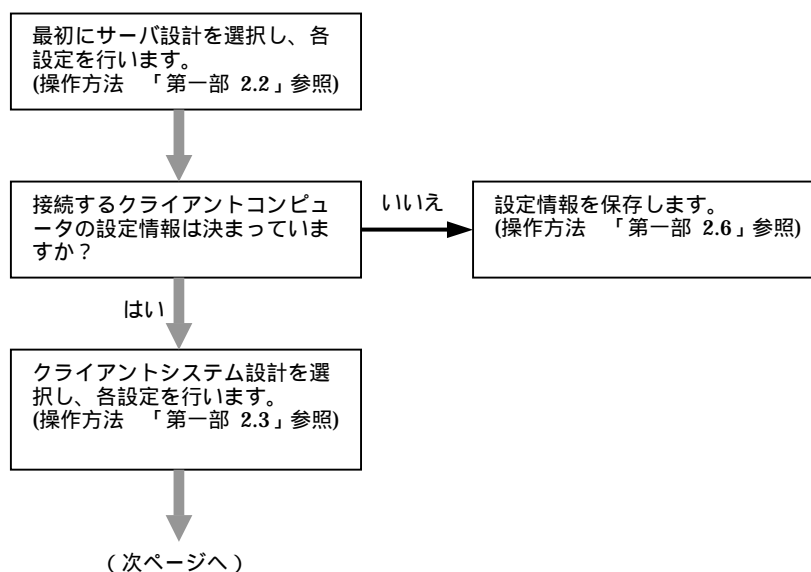 最初にサーバ設計を選択し、各
設定を行います。
(操作方法　「第一部 2.2」参照)
接続するクライアントコンピュ
ータの設定情報は決まっていま
すか?
いいえ
設定情報を保存します。
(操作方法　「第一部 2.6」参照)
はい
クライアントシステム設計を選
択し、各設定を行います。
(操作方法　「第一部 2.3」参照)
(次ページへ)